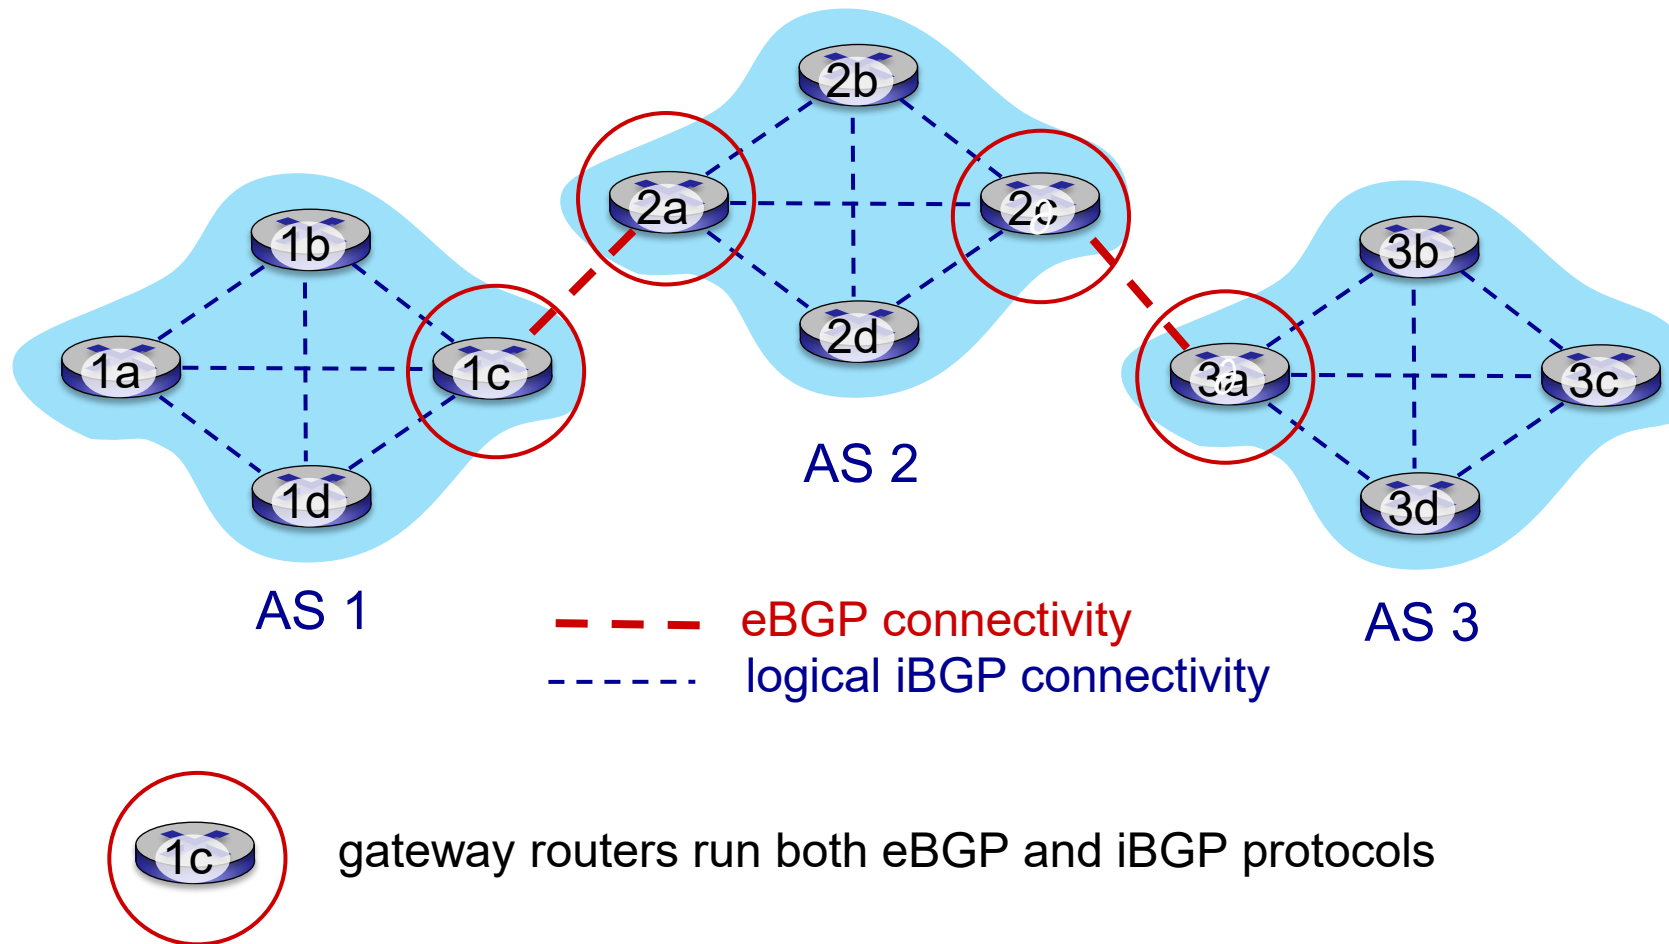 2b
2a
2c
1b
3b
2d
1a
1c
3a
3c
AS 2
1d
3d
AS 1
eBGP connectivity
AS 3
logical iBGP connectivity
1c
gateway routers run both eBGP and iBGP protocols